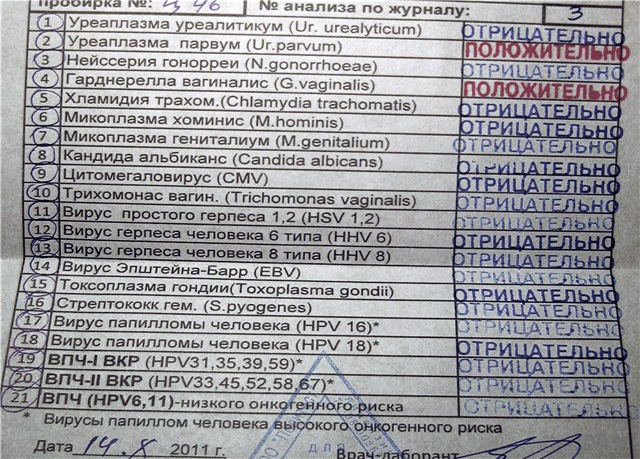 пробирка №: Ц 46 № анализа по журналу: 3
1 Уреаплазма уреалитикум (Ur. urealyticum) ОТРИЦАТЕЛЬНО
2 Уреаплазма парвум (Ur.parvum) ПОЛОЖИТЕЛЬНО
3 Нейссерия гонорреи (N.gonorrhoeae) ОТРИЦАТЕЛЬНО
4 Гарднерелла вагиналис (G.vaginalis) ПОЛОЖИТЕЛЬНО
5 Хламидия трахом.(Chlamydia trachomatis) ОТРИЦАТЕЛЬНО
6 Микоплазма хоминис (M.hominis) ОТРИЦАТЕЛЬНО
7 Микоплазма гениталиум (M.genitalium) ОТРИЦАТЕЛЬНО
8 Кандида альбиканс (Candida albicans) ОТРИЦАТЕЛЬНО
9 Цитомегаловирус (CMV) ОТРИЦАТЕЛЬНО
10 Трихомонас вагин. (Trichomonas vaginalis) ОТРИЦАТЕЛЬНО
11 Вирус простого герпеса 1,2 (HSV 1,2) ОТРИЦАТЕЛЬНО
12 Вирус герпеса человека 6 типа (HHV 6) ОТРИЦАТЕЛЬНО
13 Вирус герпеса человека 8 типа (HHV 8) ОТРИЦАТЕЛЬНО
14 Вирус Эпштейна-Барр (EBV) ОТРИЦАТЕЛЬНО
15 Токсоплазма гондии(Toxoplasma gondii) ОТРИЦАТЕЛЬНО
16 Стрептококк гем. (S.pyogenes) ОТРИЦАТЕЛЬНО
17 Вирус папилломы человека (HPV 16)* ОТРИЦАТЕЛЬНО
18 Вирус папилломы человека (HPV 18)* ОТРИЦАТЕЛЬНО
19 ВПЧ-I ВКР (HPV31,35,39,59)* ОТРИЦАТЕЛЬНО
20 ВПЧ-II ВКР (HPV33,45,52,58,67)* ОТРИЦАТЕЛЬНО
21 ВПЧ (HPV6,11)-низкого онкогенного риска ОТРИЦАТЕЛЬНО
* Вирусы папиллом человека высокого онкогенного риска
Дата 14.X 2011 г. ДЛЯ Врач-лаборант